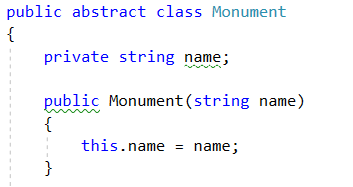 public abstract class Monument
{
private string name;
public Monument(string name)
{
this.name = name;
}